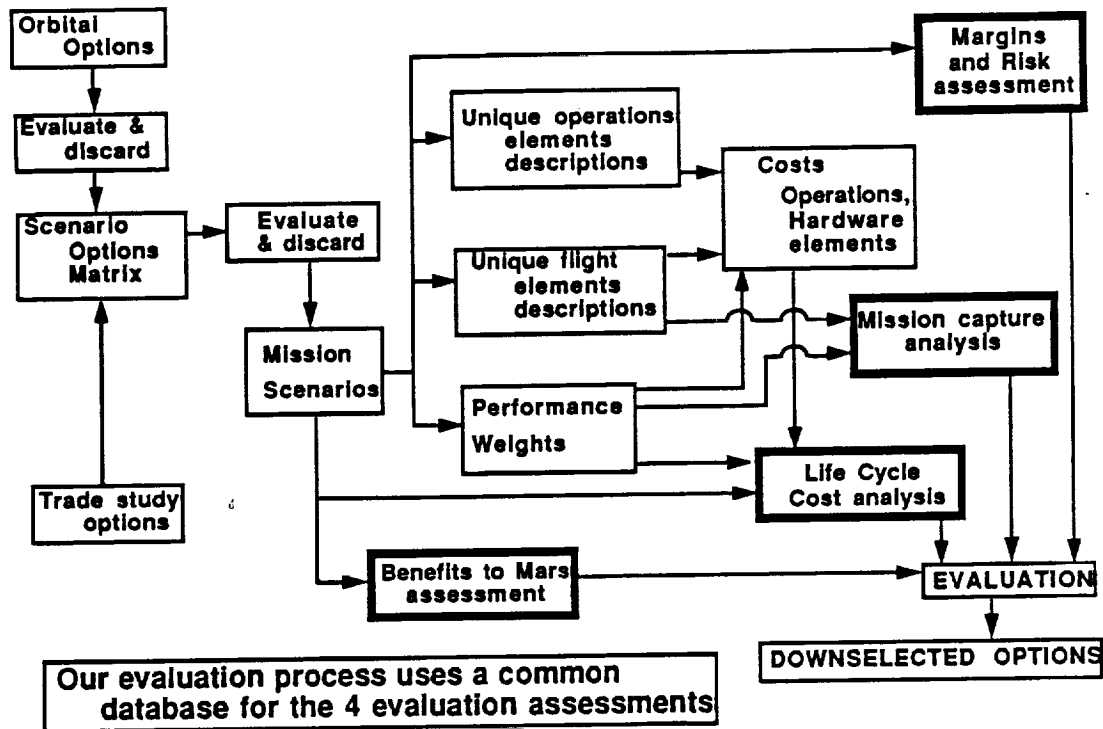 Orbital
Options
Evaluate &
discard
Scenario
Options
Matrix
Trade study
options
Evaluate
& discard
Mission
Scenarios
Unique operations
elements
descriptions
Unique flight
elements
descriptions
Performance
Weights
Benefits to Mars
assessment
Costs
Operations,
Hardware
elements
Margins
and Risk
assessment
Mission capture
analysis
Life Cycle
Cost analysis
EVALUATION
DOWNSELECTED OPTIONS
Our evaluation process uses a common
database for the 4 evaluation assessments